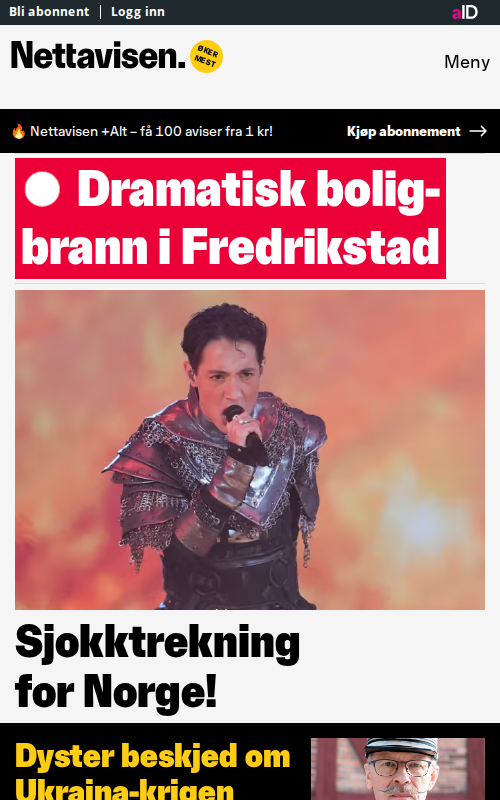 Bli abonnent
Logg inn
aID
Nettavisen.
ØKER
MEST
Meny
🔥 Nettavisen +Alt – få 100 aviser fra 1 kr!
Kjøp abonnement →
Dramatisk bolig-
brann i Fredrikstad
Sjokktrekning
for Norge!
Dyster beskjed om
Ukraina-krigen